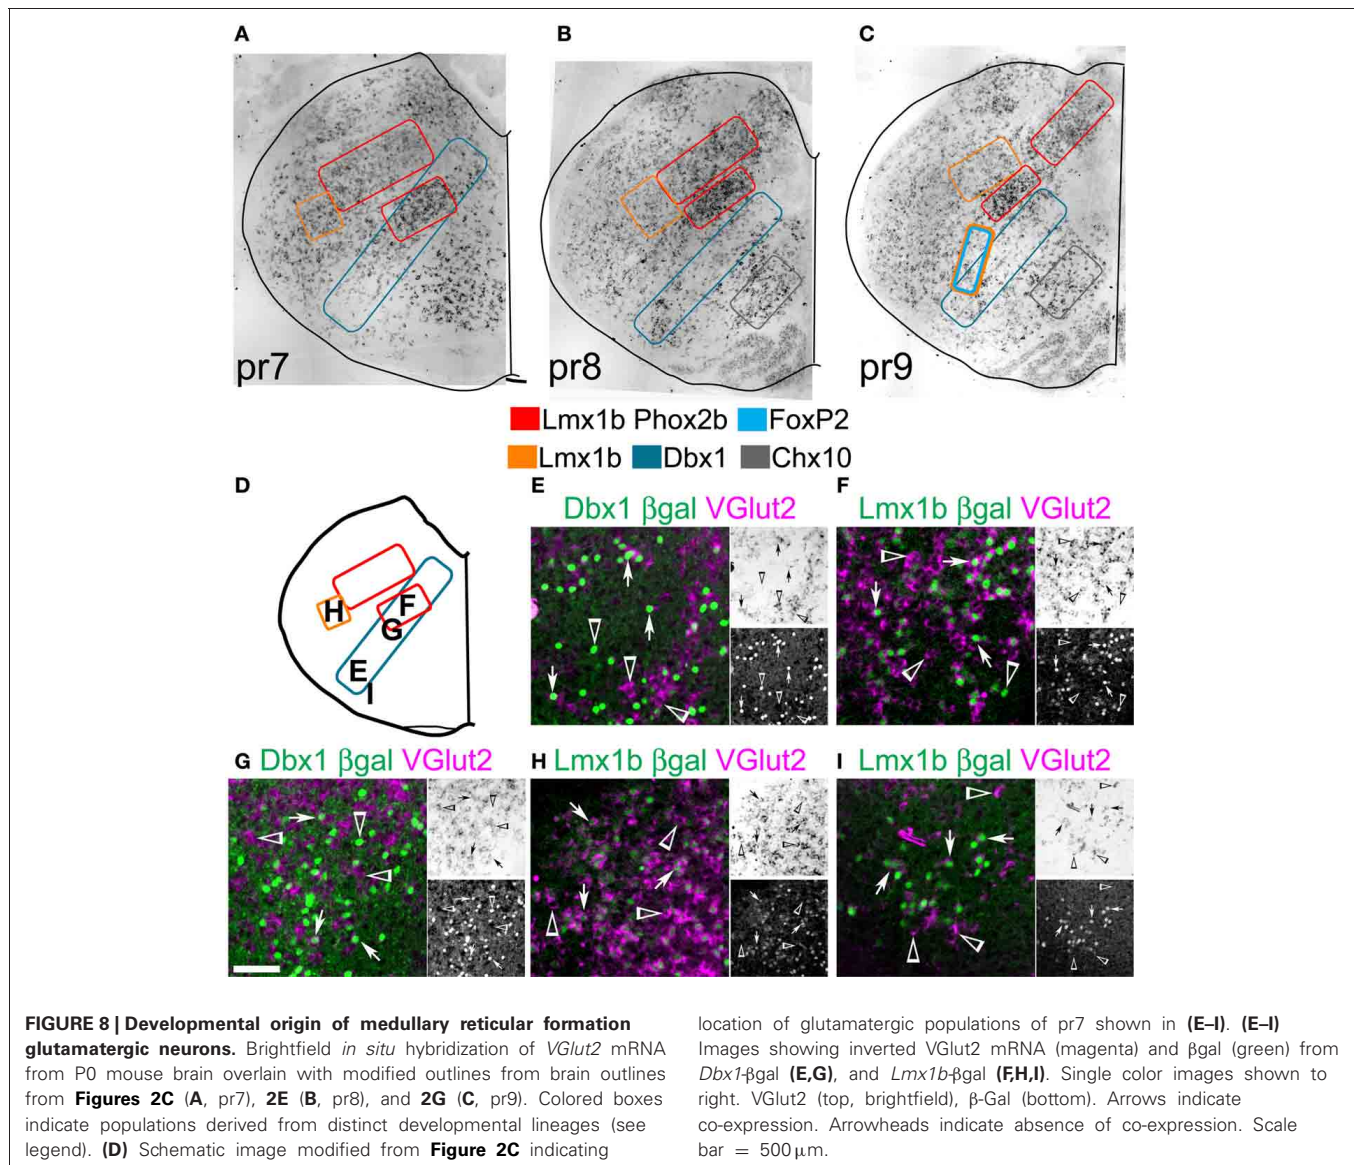 A
B
C
pr7
pr8
pr9
Lmx1b Phox2b FoxP2
Lmx1b Dbx1 Chx10
D
H
F
G
E
I
E
Dbx1 βgal VGlut2
F
Lmx1b βgal VGlut2
G Dbx1 βgal VGlut2
H Lmx1b βgal VGlut2
I Lmx1b βgal VGlut2
FIGURE 8 | Developmental origin of medullary reticular formation
glutamatergic neurons. Brightfield in situ hybridization of VGlut2 mRNA
from P0 mouse brain overlain with modified outlines from brain outlines
from Figures 2C (A, pr7), 2E (B, pr8), and 2G (C, pr9). Colored boxes
indicate populations derived from distinct developmental lineages (see
legend). (D) Schematic image modified from Figure 2C indicating
location of glutamatergic populations of pr7 shown in (E–I). (E–I)
Images showing inverted VGlut2 mRNA (magenta) and βgal (green) from
Dbx1-βgal (E,G), and Lmx1b-βgal (F,H,I). Single color images shown to
right. VGlut2 (top, brightfield), β-Gal (bottom). Arrows indicate
co-expression. Arrowheads indicate absence of co-expression. Scale
bar = 500 μm.